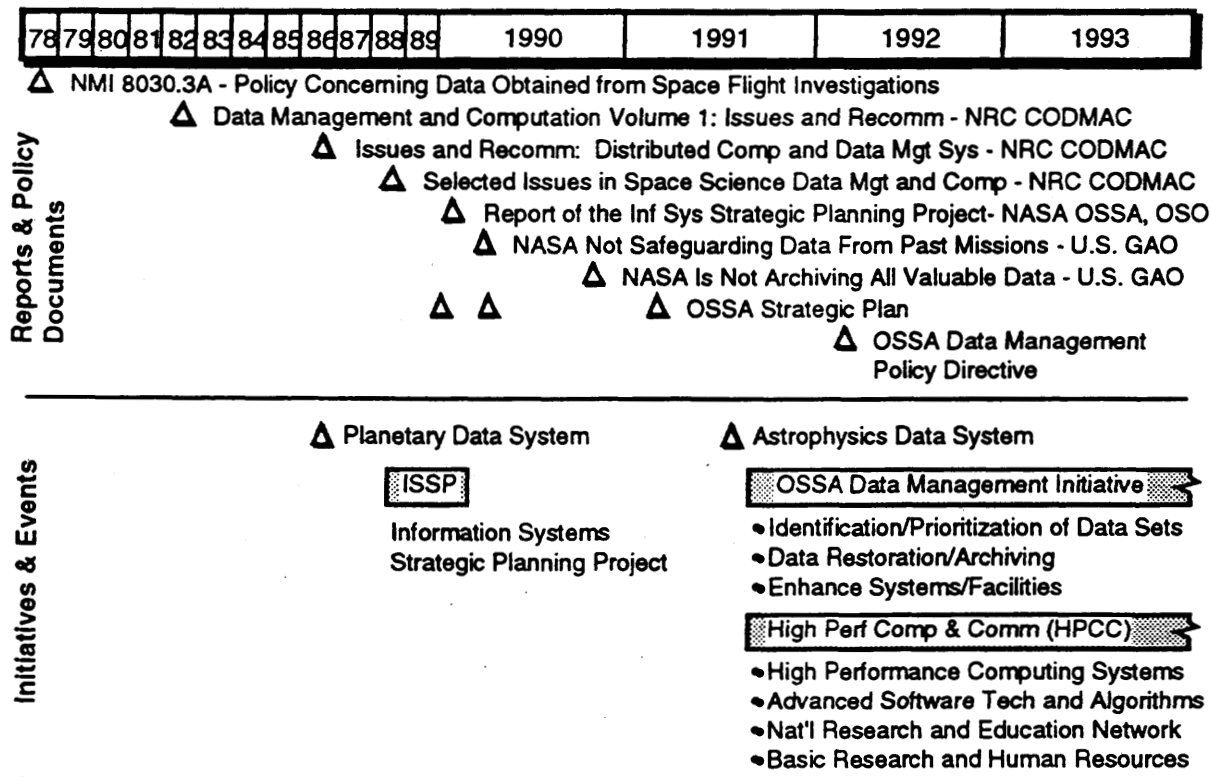 78 79 80 81 82 83 84 85 86 87 88 89 1990 1991 1992 1993
Reports & Policy
Documents
NMI 8030.3A - Policy Concerning Data Obtained from Space Flight Investigations
Data Management and Computation Volume 1: Issues and Recomm - NRC CODMAC
Issues and Recomm: Distributed Comp and Data Mgt Sys - NRC CODMAC
Selected Issues in Space Science Data Mgt and Comp - NRC CODMAC
Report of the Inf Sys Strategic Planning Project- NASA OSSA, OSO
NASA Not Safeguarding Data From Past Missions - U.S. GAO
NASA Is Not Archiving All Valuable Data - U.S. GAO
OSSA Strategic Plan
OSSA Data Management
Policy Directive
Initiatives & Events
Planetary Data System
Astrophysics Data System
ISSP
Information Systems
Strategic Planning Project
OSSA Data Management Initiative
•Identification/Prioritization of Data Sets
•Data Restoration/Archiving
•Enhance Systems/Facilities
High Perf Comp & Comm (HPCC)
•High Performance Computing Systems
•Advanced Software Tech and Algorithms
•Nat'l Research and Education Network
•Basic Research and Human Resources